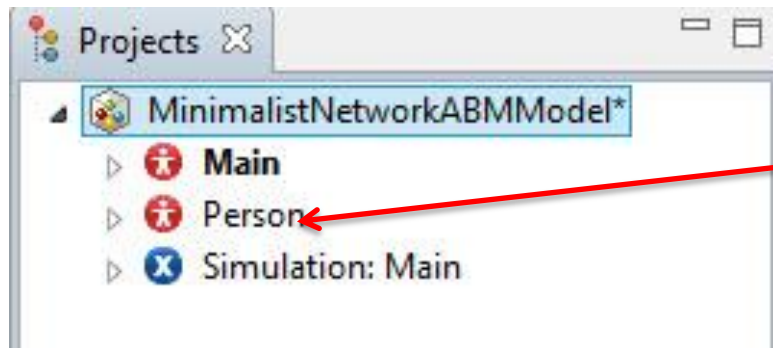 Projects
MinimalistNetworkABMModel*
Main
Person
Simulation: Main